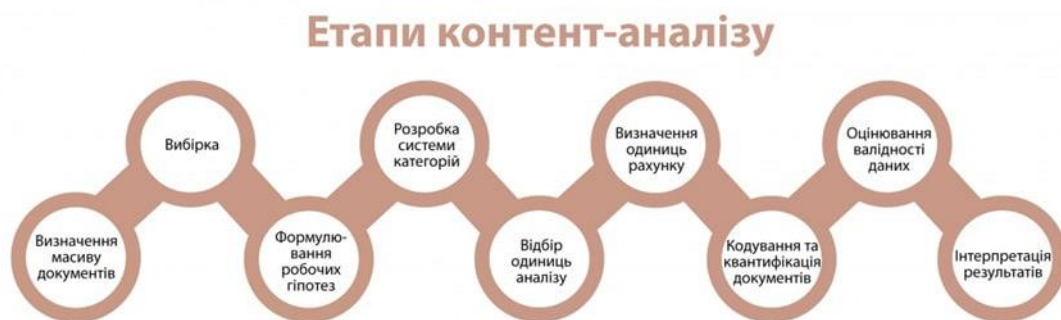 Етапи контент-аналізу
Визначення
масиву
документів
Вибірка
Формулю-
вання
робочих
гіпотез
Розробка
системи
категорій
Відбір
одиниць
аналізу
Визначення
одиниць
рахунку
Кодування та
квантифікація
документів
Оцінювання
валідності
даних
Інтерпретація
результатів